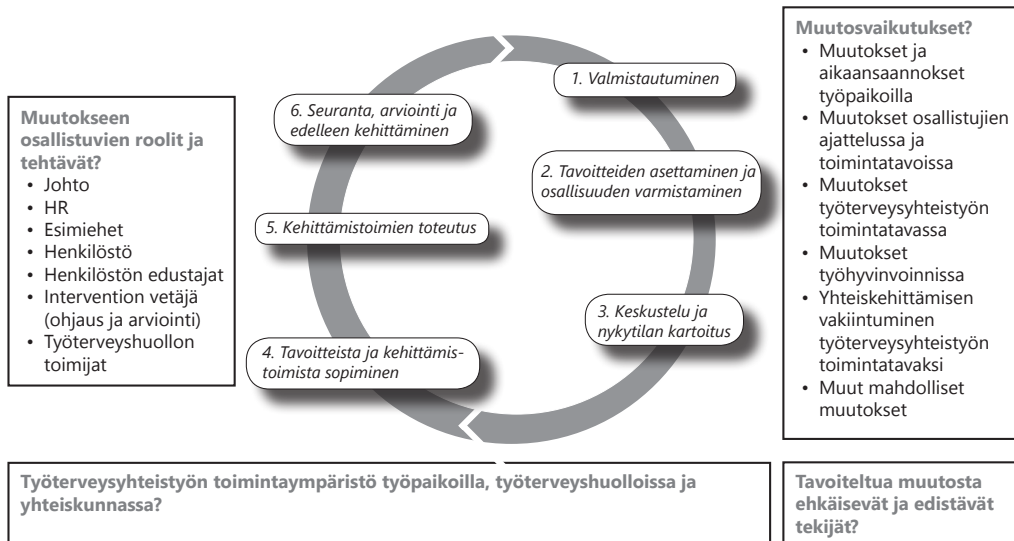 Muutokseen
osallistuvien roolit ja
tehtävät?
• Johto
• HR
• Esimiehet
• Henkilöstö
• Henkilöstön edustajat
• Intervention vetäjä
(ohjaus ja arviointi)
• Työterveyshuollon
toimijat
1. Valmistautuminen
2. Tavoitteiden asettaminen ja
osallisuuden varmistaminen
3. Keskustelu ja
nykytilan kartoitus
4. Tavoitteista ja kehittämis-
toimista sopiminen
5. Kehittämistoimien toteutus
6. Seuranta, arviointi ja
edelleen kehittäminen
Muutosvaikutukset?
• Muutokset ja
aikaansaannokset
työpaikoilla
• Muutokset osallistujien
ajattelussa ja
toimintatavoissa
• Muutokset
työterveysyhteistyön
toimintatavassa
• Muutokset
työhyvinvoinnissa
• Yhteiskehittämisen
vakiintuminen
työterveysyhteistyön
toimintatavaksi
• Muut mahdolliset
muutokset
Työterveysyhteistyön toimintaympäristö työpaikoilla, työterveyshuolloissa ja
yhteiskunnassa?
Tavoiteltua muutosta
ehkäisevät ja edistävät
tekijät?